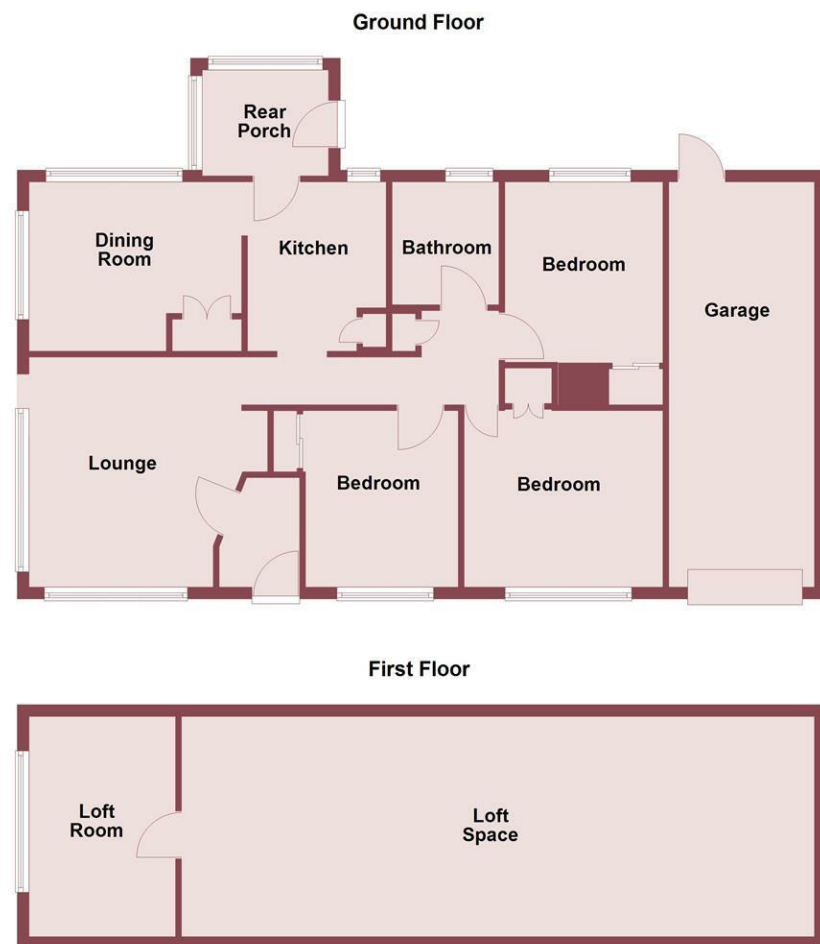 Ground Floor
Rear
Porch
Dining
Room
Kitchen
Bathroom
Bedroom
Garage
Lounge
Bedroom
Bedroom
First Floor
Loft
Room
Loft
Space